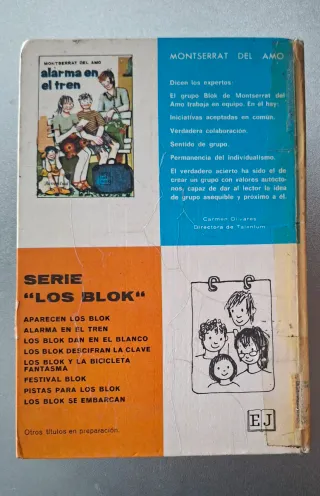 MONTSERRAT DEL AMO
alarma en
el tren
Juventud
MONTSERRAT DEL AMO
Dicen los expertos:
El grupo Blok de Montserrat del
Amo trabaja en equipo. En él hay:
Iniciativas aceptadas en común.
Verdadera colaboración.
Sentido de grupo.
Permanencia del individualismo.
El verdadero acierto ha sido el de
crear un grupo con valores autócto-
nos, capaz de dar al lector la idea
de grupo asequible y próximo a él.
Carmen Olivares
Directora de Talentum
SERIE
"LOS BLOK"
APARECEN LOS BLOK
ALARMA EN EL TREN
LOS BLOK DAN EN EL BLANCO
LOS BLOK DESCIFRAN LA CLAVE
LOS BLOK Y LA BICICLETA
FANTASMA
FESTIVAL BLOK
PISTAS PARA LOS BLOK
LOS BLOK SE EMBARCAN
Otros títulos en preparación.
EJ